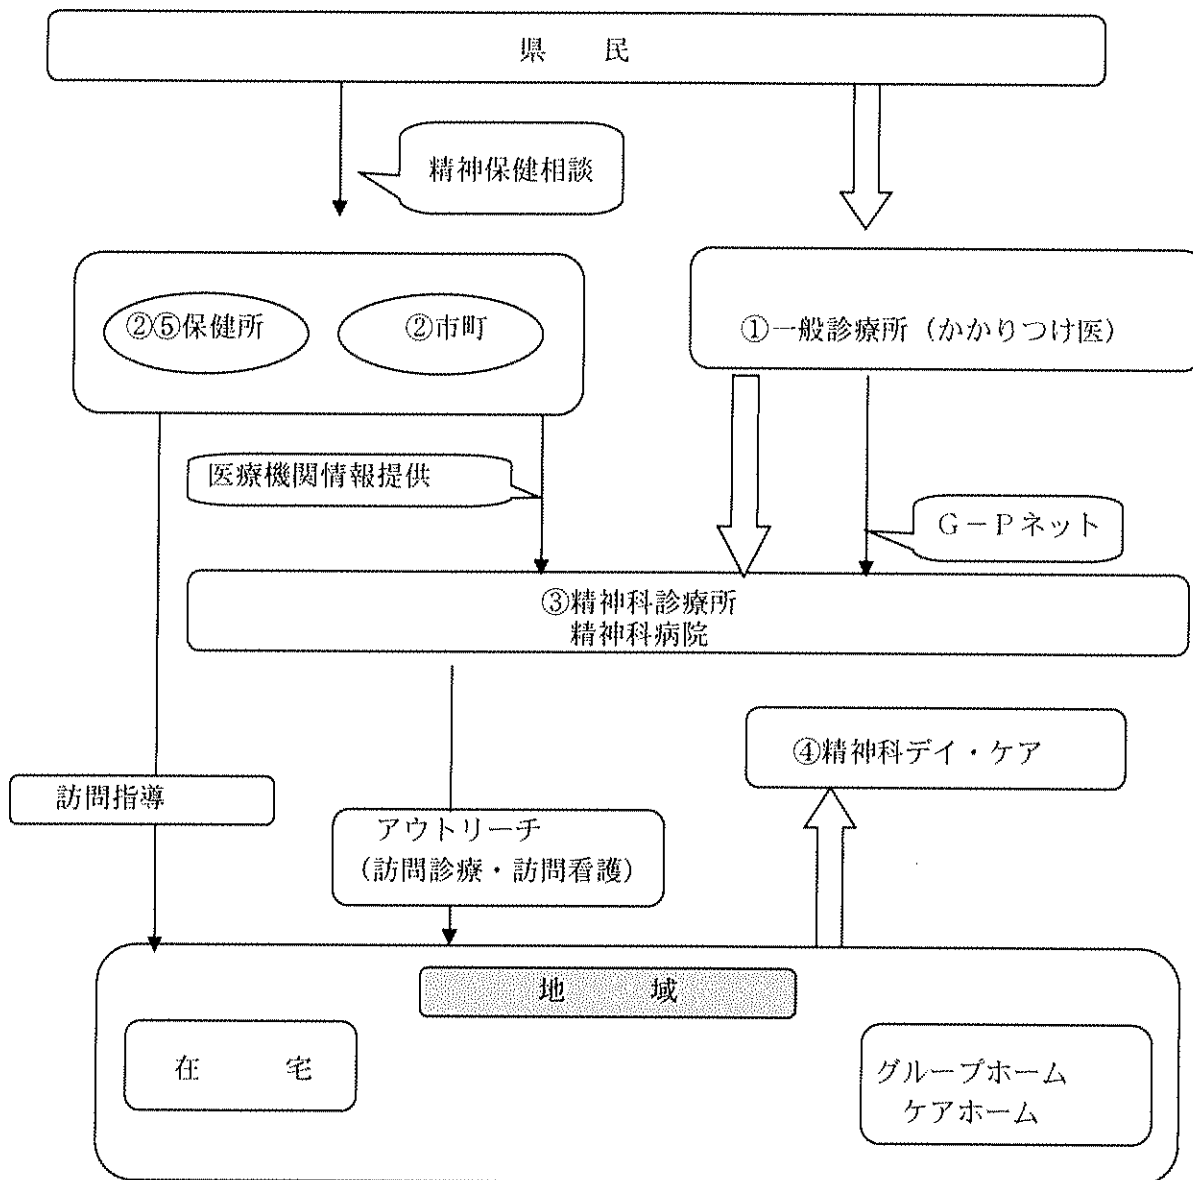 県　民
精神保健相談
②⑤保健所
②市町
①一般診療所（かかりつけ医）
医療機関情報提供
Ｇ－Ｐネット
③精神科診療所
精神科病院
④精神科デイ・ケア
訪問指導
アウトリーチ
（訪問診療・訪問看護）
地　域
在　宅
グループホーム
ケアホーム